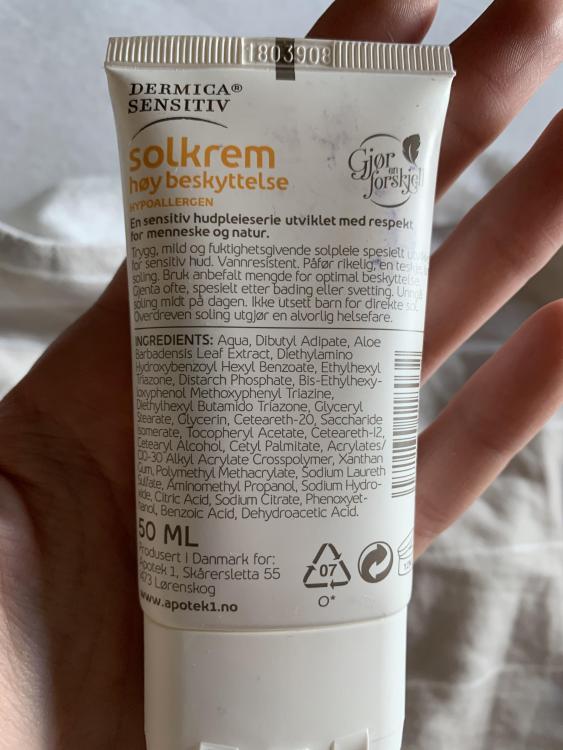 1803908
DERMICA®
SENSITIV
solkrem
høy beskyttelse
HYPOALLERGEN
Gjør
en
forskjell
En sensitiv hudpleieserie utviklet med respekt
for menneske og natur.
Trygg, mild og fuktighetsgivende solpleie spesielt
for sensitiv hud. Vannresistent. Påfør rikelig, en
soling. Bruk anbefalt mengde for optimal beskyttelse.
Gjenta ofte, spesielt etter bading eller svetting. Unngå
soling midt på dagen. Ikke utsett barn for direkte sol.
Overdreven soling utgjør en alvorlig helsefare.
INGREDIENTS: Aqua, Dibutyl Adipate, Aloe
Barbadensis Leaf Extract, Diethylamino
Hydroxybenzoyl Hexyl Benzoate, Ethylhexyl
Triazone, Distarch Phosphate, Bis-Ethylhexy-
loxyphenol Methoxyphenyl Triazine,
Diethylhexyl Butamido Triazone, Glyceryl
Stearate, Glycerin, Ceteareth-20, Saccharide
Isomerate, Tocopheryl Acetate, Ceteareth-12,
Cetearyl Alcohol, Cetyl Palmitate, Acrylates/
C10-30 Alkyl Acrylate Crosspolymer, Xanthan
Gum, Polymethyl Methacrylate, Sodium Laureth
Sulfate, Aminomethyl Propanol, Sodium Hydro-
xide, Citric Acid, Sodium Citrate, Phenoxyet-
hanol, Benzoic Acid, Dehydroacetic Acid.
50 ML
Produsert i Danmark for:
Apotek 1, Skårersletta 55
1473 Lørenskog
www.apotek1.no
07
O*